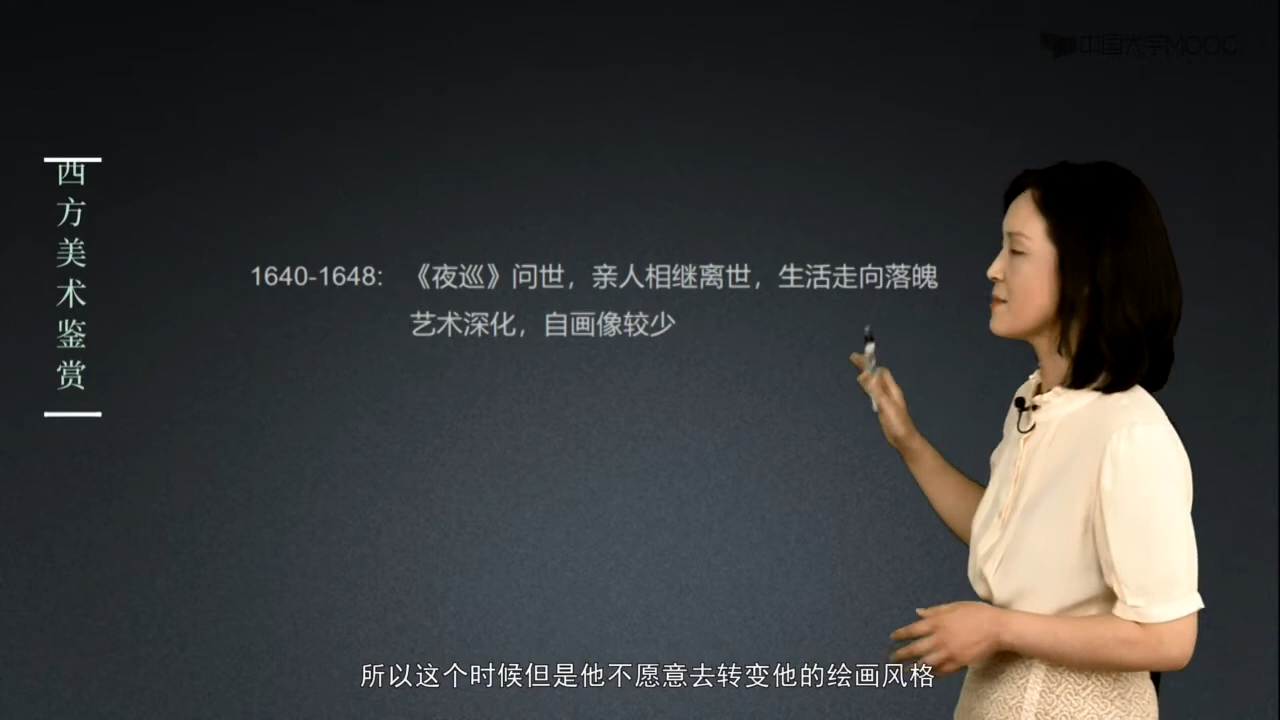 中国大学MOOC
西方美术鉴赏
1640-1648: 《夜巡》问世，亲人相继离世，生活走向落魄
艺术深化，自画像较少
所以这个时候但是他不愿意去转变他的绘画风格